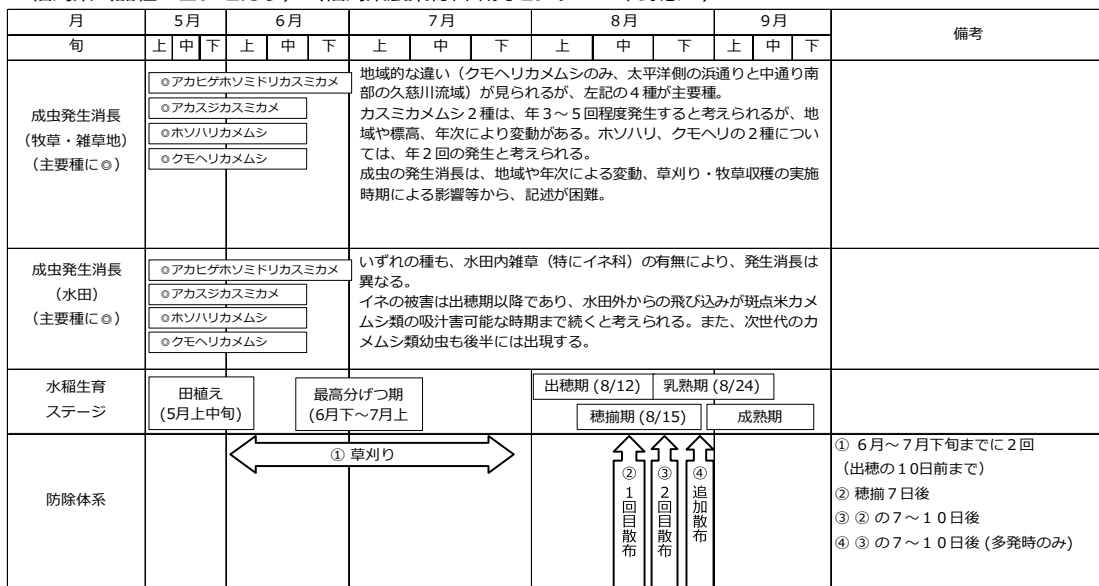 月
5月
6月
7月
8月
9月
備考
旬
上 中 下 上 中 下 上 中 下 上 中 下 上 中 下
成虫発生消長
(牧草・雑草地)
(主要種に◎)
◎アカヒゲホソミドリカスミカメ
◎アカスジカスミカメ
◎ホソハリカメムシ
◎クモヘリカメムシ
地域的な違い（クモヘリカメムシのみ、太平洋側の浜通りと中通り南
部の久慈川流域）が見られるが、左記の４種が主要種。
カスミカメムシ２種は、年３～５回程度発生すると考えられるが、地
域や標高、年次により変動がある。ホソハリ、クモヘリの２種につい
ては、年２回の発生と考えられる。
成虫の発生消長は、地域や年次による変動、草刈り・牧草収穫の実施
時期による影響等から、記述が困難。
成虫発生消長
（水田）
(主要種に◎)
◎アカヒゲホソミドリカスミカメ
◎アカスジカスミカメ
◎ホソハリカメムシ
◎クモヘリカメムシ
いずれの種も、水田内雑草（特にイネ科）の有無により、発生消長は
異なる。
イネの被害は出穂期以降であり、水田外からの飛び込みが斑点米カメ
ムシ類の吸汁害可能な時期まで続くと考えられる。また、次世代のカ
メムシ類幼虫も後半には出現する。
水稲生育
ステージ
田植え
(5月上中旬)
最高分げつ期
(6月下～7月上
出穂期 (8/12)
乳熟期 (8/24)
穂揃期 (8/15)
成熟期
防除体系
① 草刈り
②１回目散布
③２回目散布
④追加散布
① ６月～７月下旬までに２回
（出穂の１0日前まで）
② 穂揃７日後
③ ② の７～１０日後
④ ③ の７～１０日後 (多発時のみ)